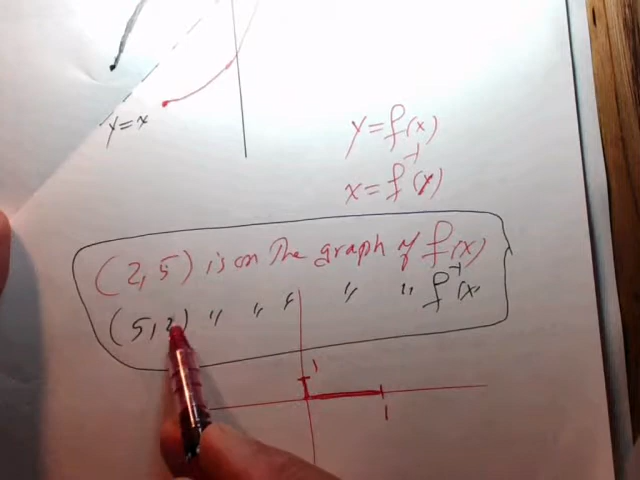 y=x
y=f(x)
x=f⁻¹(y)
(2,5) is on the graph of f(x)
(5,2) " " " " " f⁻¹(x
1
1